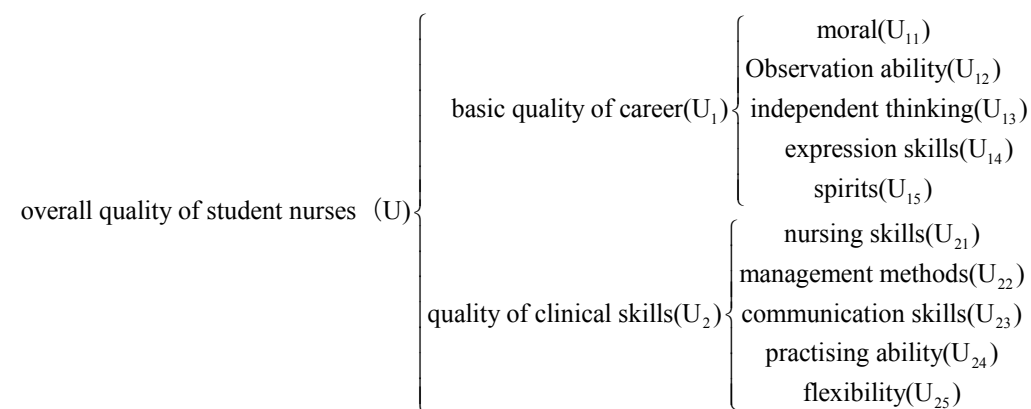 overall quality of student nurses（U)
basic quality of career(U₁)
moral(U₁₁)
Observation ability(U₁₂)
independent thinking(U₁₃)
expression skills(U₁₄)
spirits(U₁₅)
quality of clinical skills(U₂)
nursing skills(U₂₁)
management methods(U₂₂)
communication skills(U₂₃)
practising ability(U₂₄)
flexibility(U₂₅)